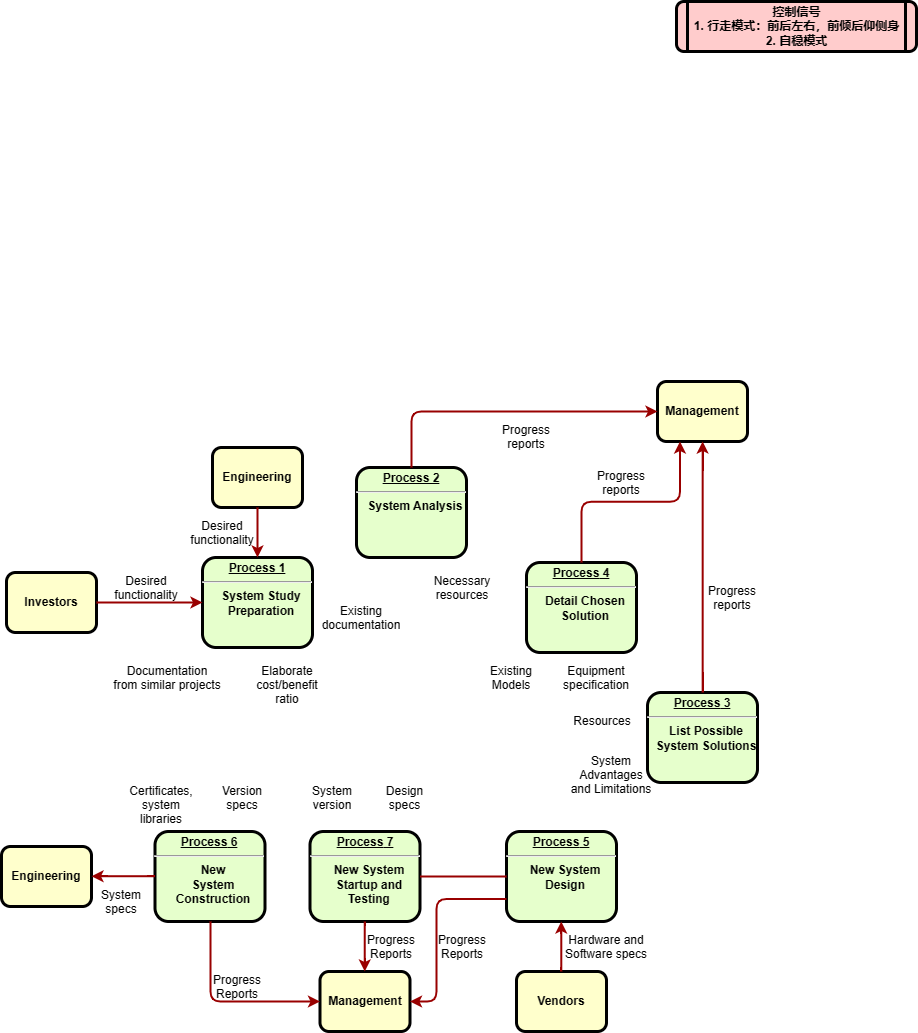 控制信号
1. 行走模式：前后左右，前倾后仰侧身
2. 自稳模式
Management
Progress
reports
Process 2
System Analysis
Engineering
Progress
reports
Desired
functionality
Process 1
System Study
Preparation
Process 4
Detail Chosen
Solution
Investors
Desired
functionality
Necessary
resources
Existing
documentation
Progress
reports
Documentation
from similar projects
Elaborate
cost/benefit
ratio
Existing
Models
Equipment
specification
Process 3
List Possible
System Solutions
Resources
System
Advantages
and Limitations
Certificates,
system
libraries
Version
specs
System
version
Design
specs
Process 6
New
System
Construction
Process 7
New System
Startup and
Testing
Process 5
New System
Design
Engineering
System
specs
Progress
Reports
Progress
Reports
Hardware and
Software specs
Progress
Reports
Management
Vendors